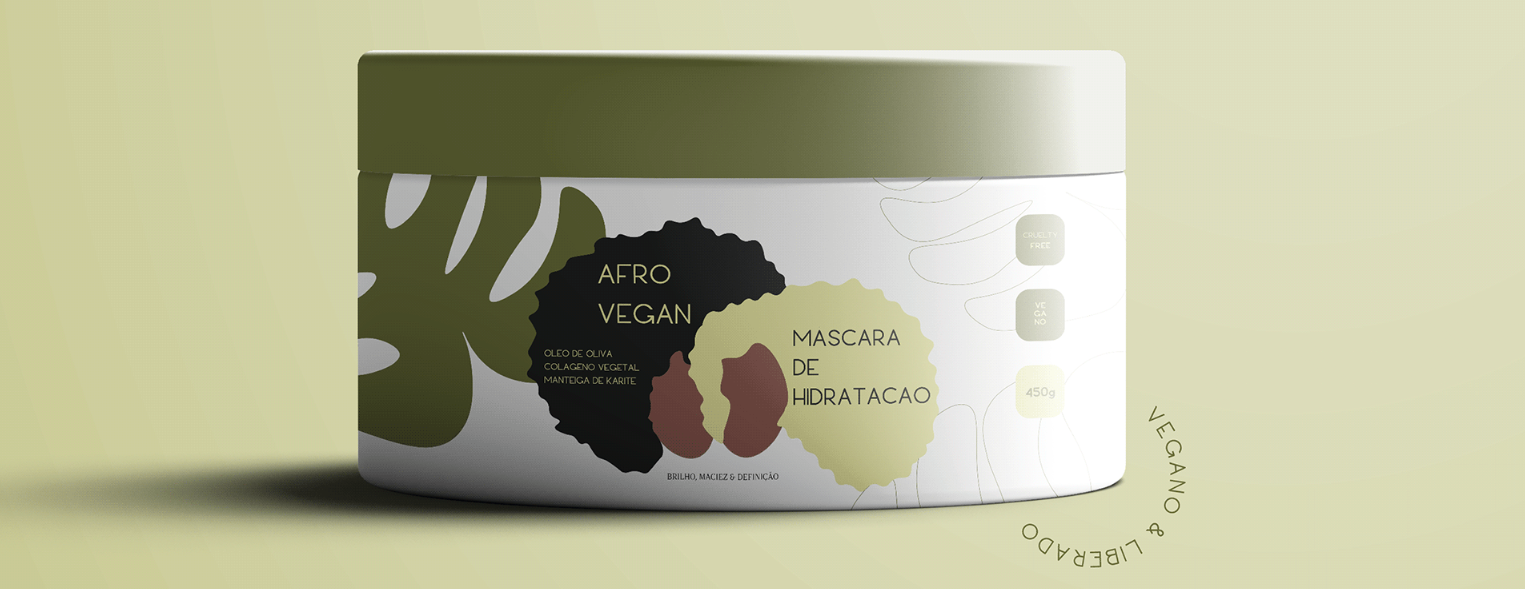 AFRO
VEGAN
OLEO DE OLIVA
COLAGENO VEGETAL
MANTEIGA DE KARITE
MASCARA
DE
HIDRATACAO
BRILHO, MACIEZ & DEFINIÇÃO
CRUELTY
FREE
VE
GA
NO
450g
VEGANO & LIBERADO